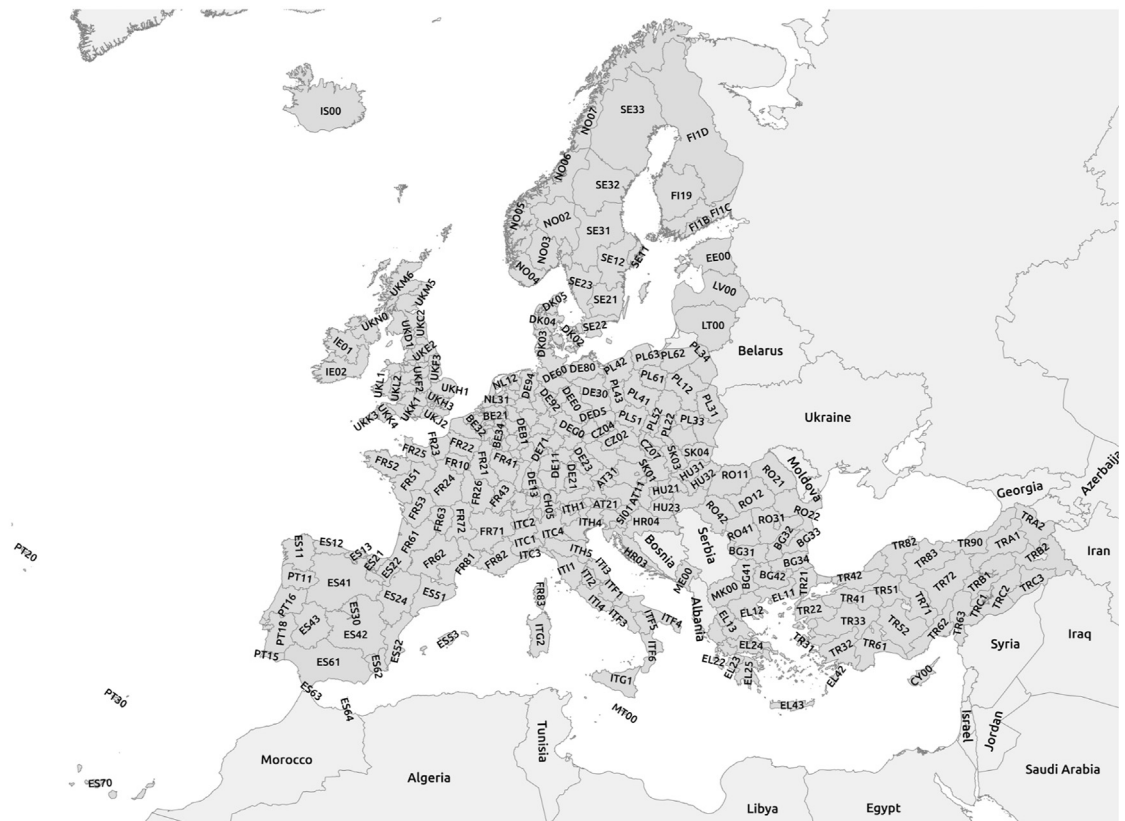 IS00
NO07
SE33
FI1D
NO06
SE32
FI19
NO05
NO02
FI1B
FI1C
SE31
NO03
SE12
SE11
EE00
NO04
SE23
LV00
SE21
UKM6
UKM5
DK05
DK04
DK02
SE22
LT00
UKN0
UKC2
UKD1
DK03
IE01
UKE2
UKF3
PL63
PL62
PL34
Belarus
IE02
UKL1
UKL2
UKF2
UKH1
NL12
DE94
DE60
DE80
PL42
PL61
PL12
UKH3
NL31
DE92
DEE0
DE30
PL43
PL41
PL31
UKK3
UKK4
UKK1
UKJ2
BE21
BE32
BE34
DEB1
DEG0
DED5
PL51
PL52
PL22
PL33
Ukraine
FR23
FR22
CZ04
CZ02
CZ07
FR25
FR10
FR21
FR41
DE71
DE23
SK03
SK04
FR52
FR51
FR24
FR26
FR43
DE13
DE11
DE21
AT31
SK01
HU31
HU32
RO11
RO21
Moldova
AT11
HU21
Azerbaija
FR53
CH05
ITH1
AT21
SI01
HU23
RO42
RO12
RO22
Georgia
FR63
FR72
FR71
ITC2
ITC1
ITC4
ITH4
HR04
RO41
RO31
TRA2
PT20
ES11
ES12
ES13
ES21
ES22
FR61
FR62
FR81
FR82
ITC3
ITH5
ITI3
HR03
Bosnia
Serbia
BG31
BG32
BG33
TR82
TR83
TR90
TRA1
TRB2
Iran
PT11
ES41
ITI1
ITI2
ITF1
ME00
BG41
BG42
BG34
TR21
TR42
TR72
TRB1
TRC3
PT16
ES24
ES51
FR83
ITI4
ITF3
MK00
EL11
TR41
TR51
TR71
TRC1
TRC2
PT18
ES43
ES30
ES42
ES53
ITG2
ITF5
ITF4
Albania
EL12
EL13
TR22
TR33
TR52
TR62
TR63
Iraq
PT15
ES61
ES62
ES52
ITF6
EL24
TR31
TR32
TR61
Syria
EL22
EL23
EL25
EL42
CY00
ES63
ITG1
PT30
ES64
MT00
EL43
Israel
Jordan
Tunisia
Morocco
Saudi Arabia
ES70
Algeria
Libya
Egypt